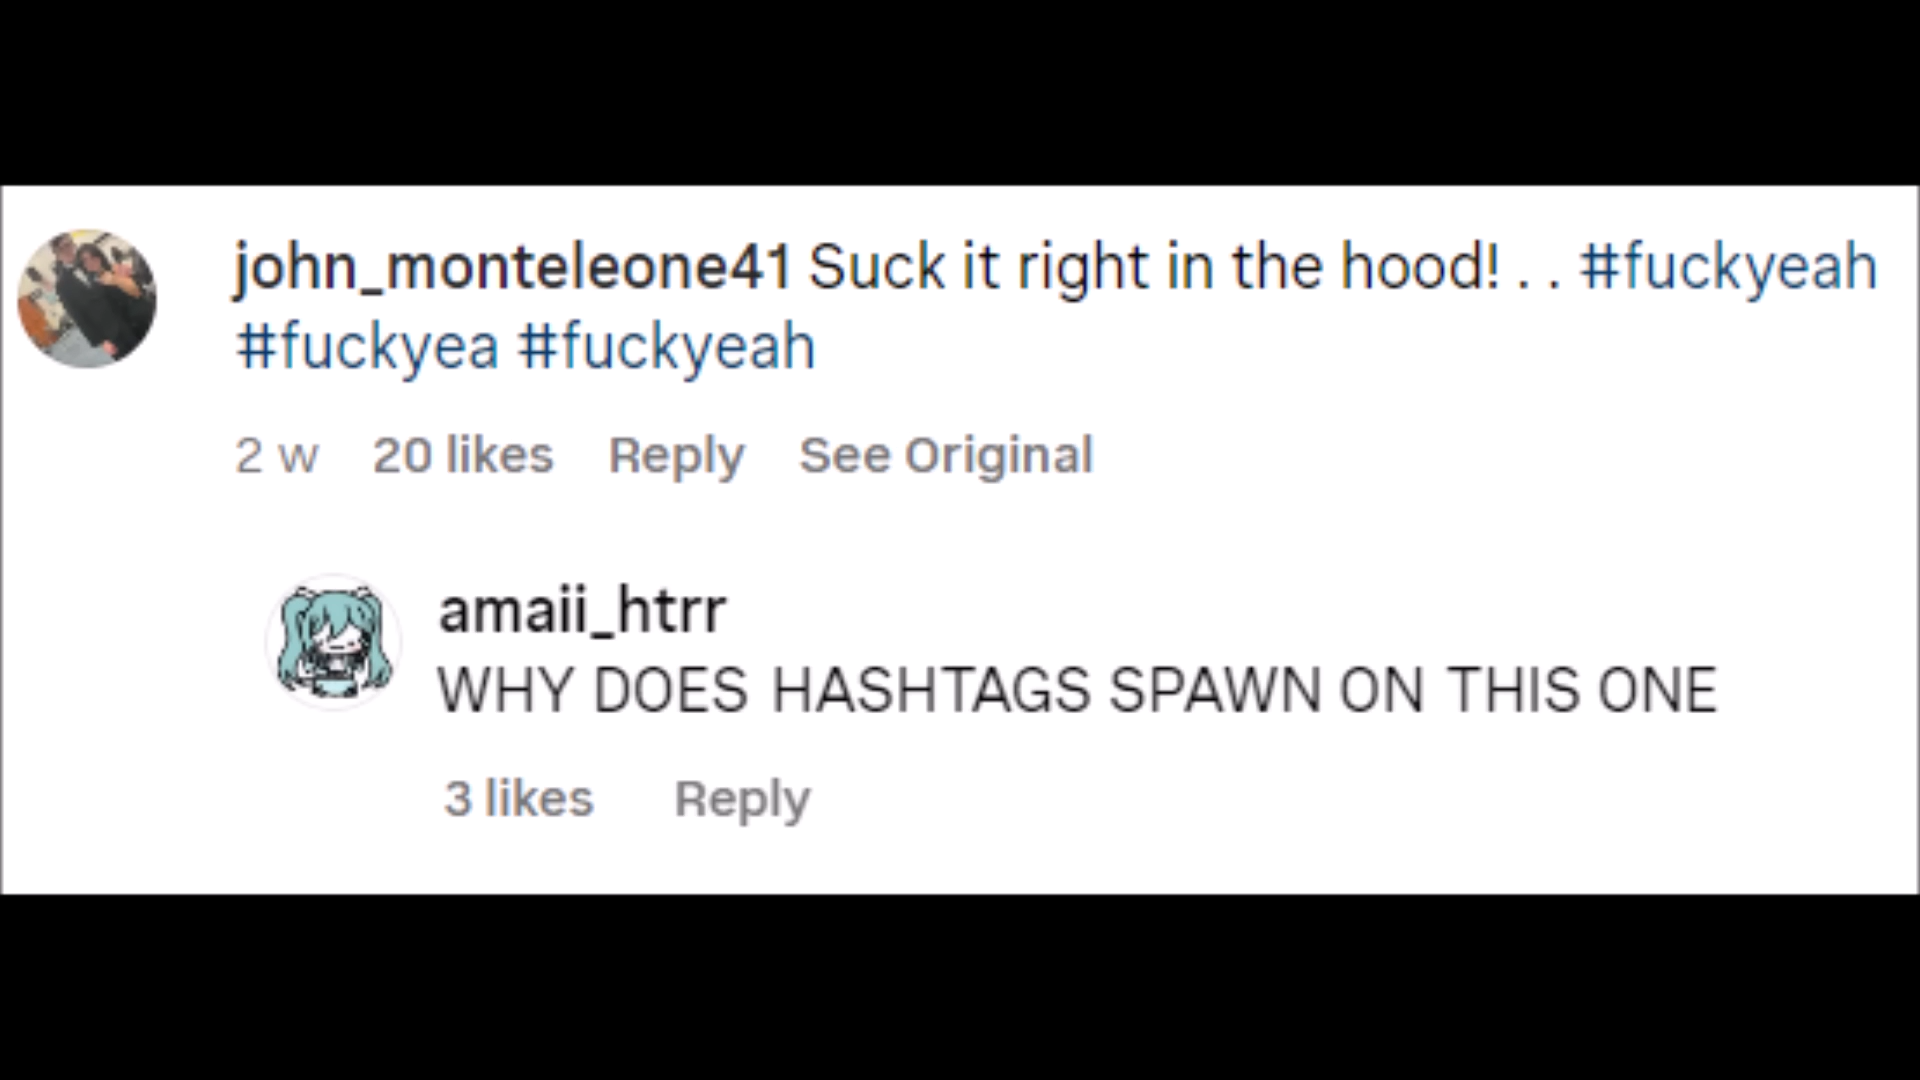 john_monteleone41 Suck it right in the hood! . . #fuckyeah
#fuckyea #fuckyeah
2 w 20 likes Reply See Original
amaii_htrr
WHY DOES HASHTAGS SPAWN ON THIS ONE
3 likes Reply